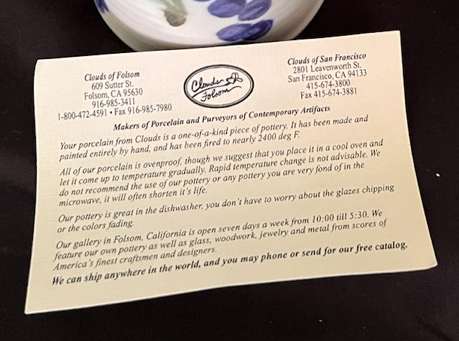 Clouds of Folsom
609 Sutter St.
Folsom, CA 95630
916-985-3411
1-800-472-4591 • Fax 916-985-7980
Clouds
Folsom
Clouds of San Francisco
2801 Leavenworth St.
San Francisco, CA 94133
415-674-3800
Fax 415-674-3881
Makers of Porcelain and Purveyors of Contemporary Artifacts
Your porcelain from Clouds is a one-of-a-kind piece of pottery. It has been made and
painted entirely by hand, and has been fired to nearly 2400 deg F.
All of our porcelain is ovenproof, though we suggest that you place it in a cool oven and
let it come up to temperature gradually. Rapid temperature change is not advisable. We
do not recommend the use of our pottery or any pottery you are very fond of in the
microwave, it will often shorten it's life.
Our pottery is great in the dishwasher, you don't have to worry about the glazes chipping
or the colors fading.
Our gallery in Folsom, California is open seven days a week from 10:00 till 5:30. We
feature our own pottery as well as glass, woodwork, jewelry and metal from scores of
America's finest craftsmen and designers.
We can ship anywhere in the world, and you may phone or send for our free catalog.